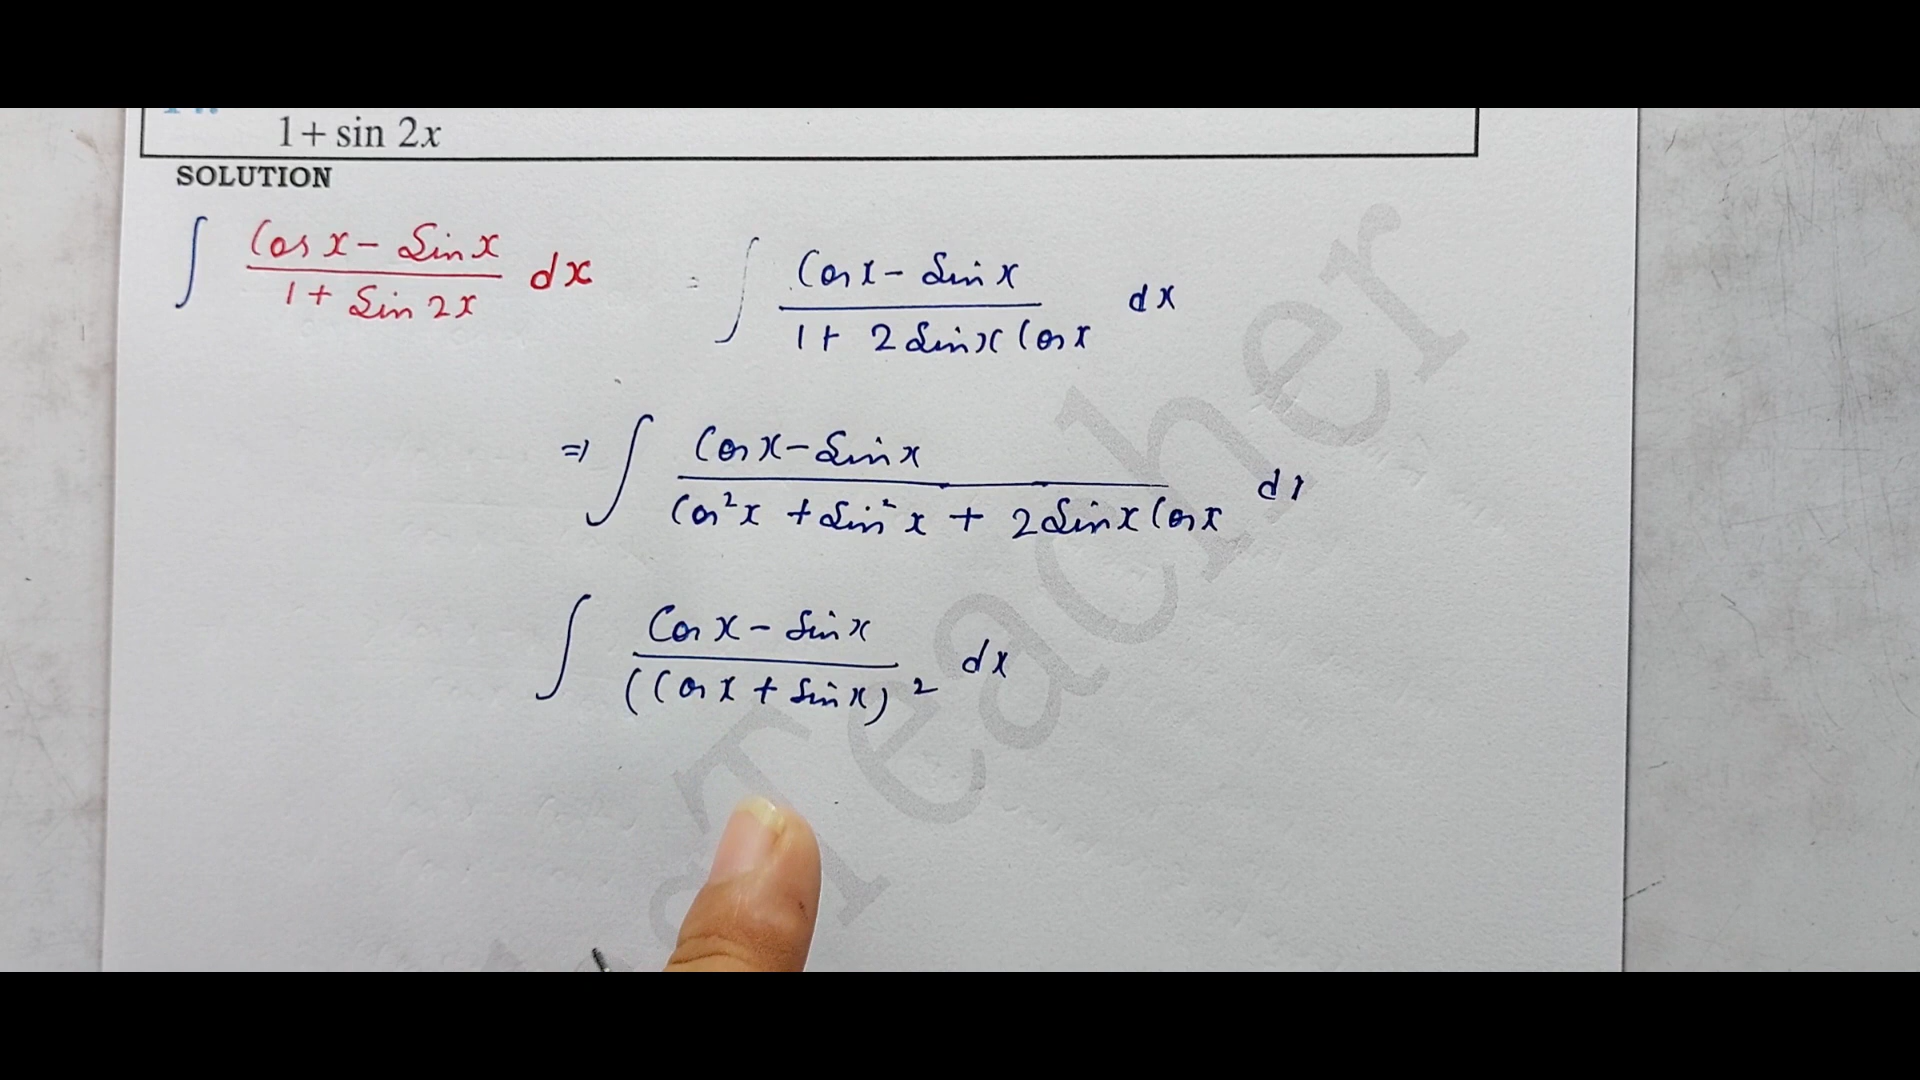 1 + sin 2x
SOLUTION
∫ (Cos x - Sin x)/(1 + Sin 2x) dx = ∫ (Cos x - Sin x)/(1 + 2 Sin x Cos x) dx
⇒ ∫ (Cos x - Sin x)/(Cos²x + Sin²x + 2 Sin x Cos x) dx
∫ (Cos x - Sin x)/((Cos x + Sin x)²) dx
Teacher